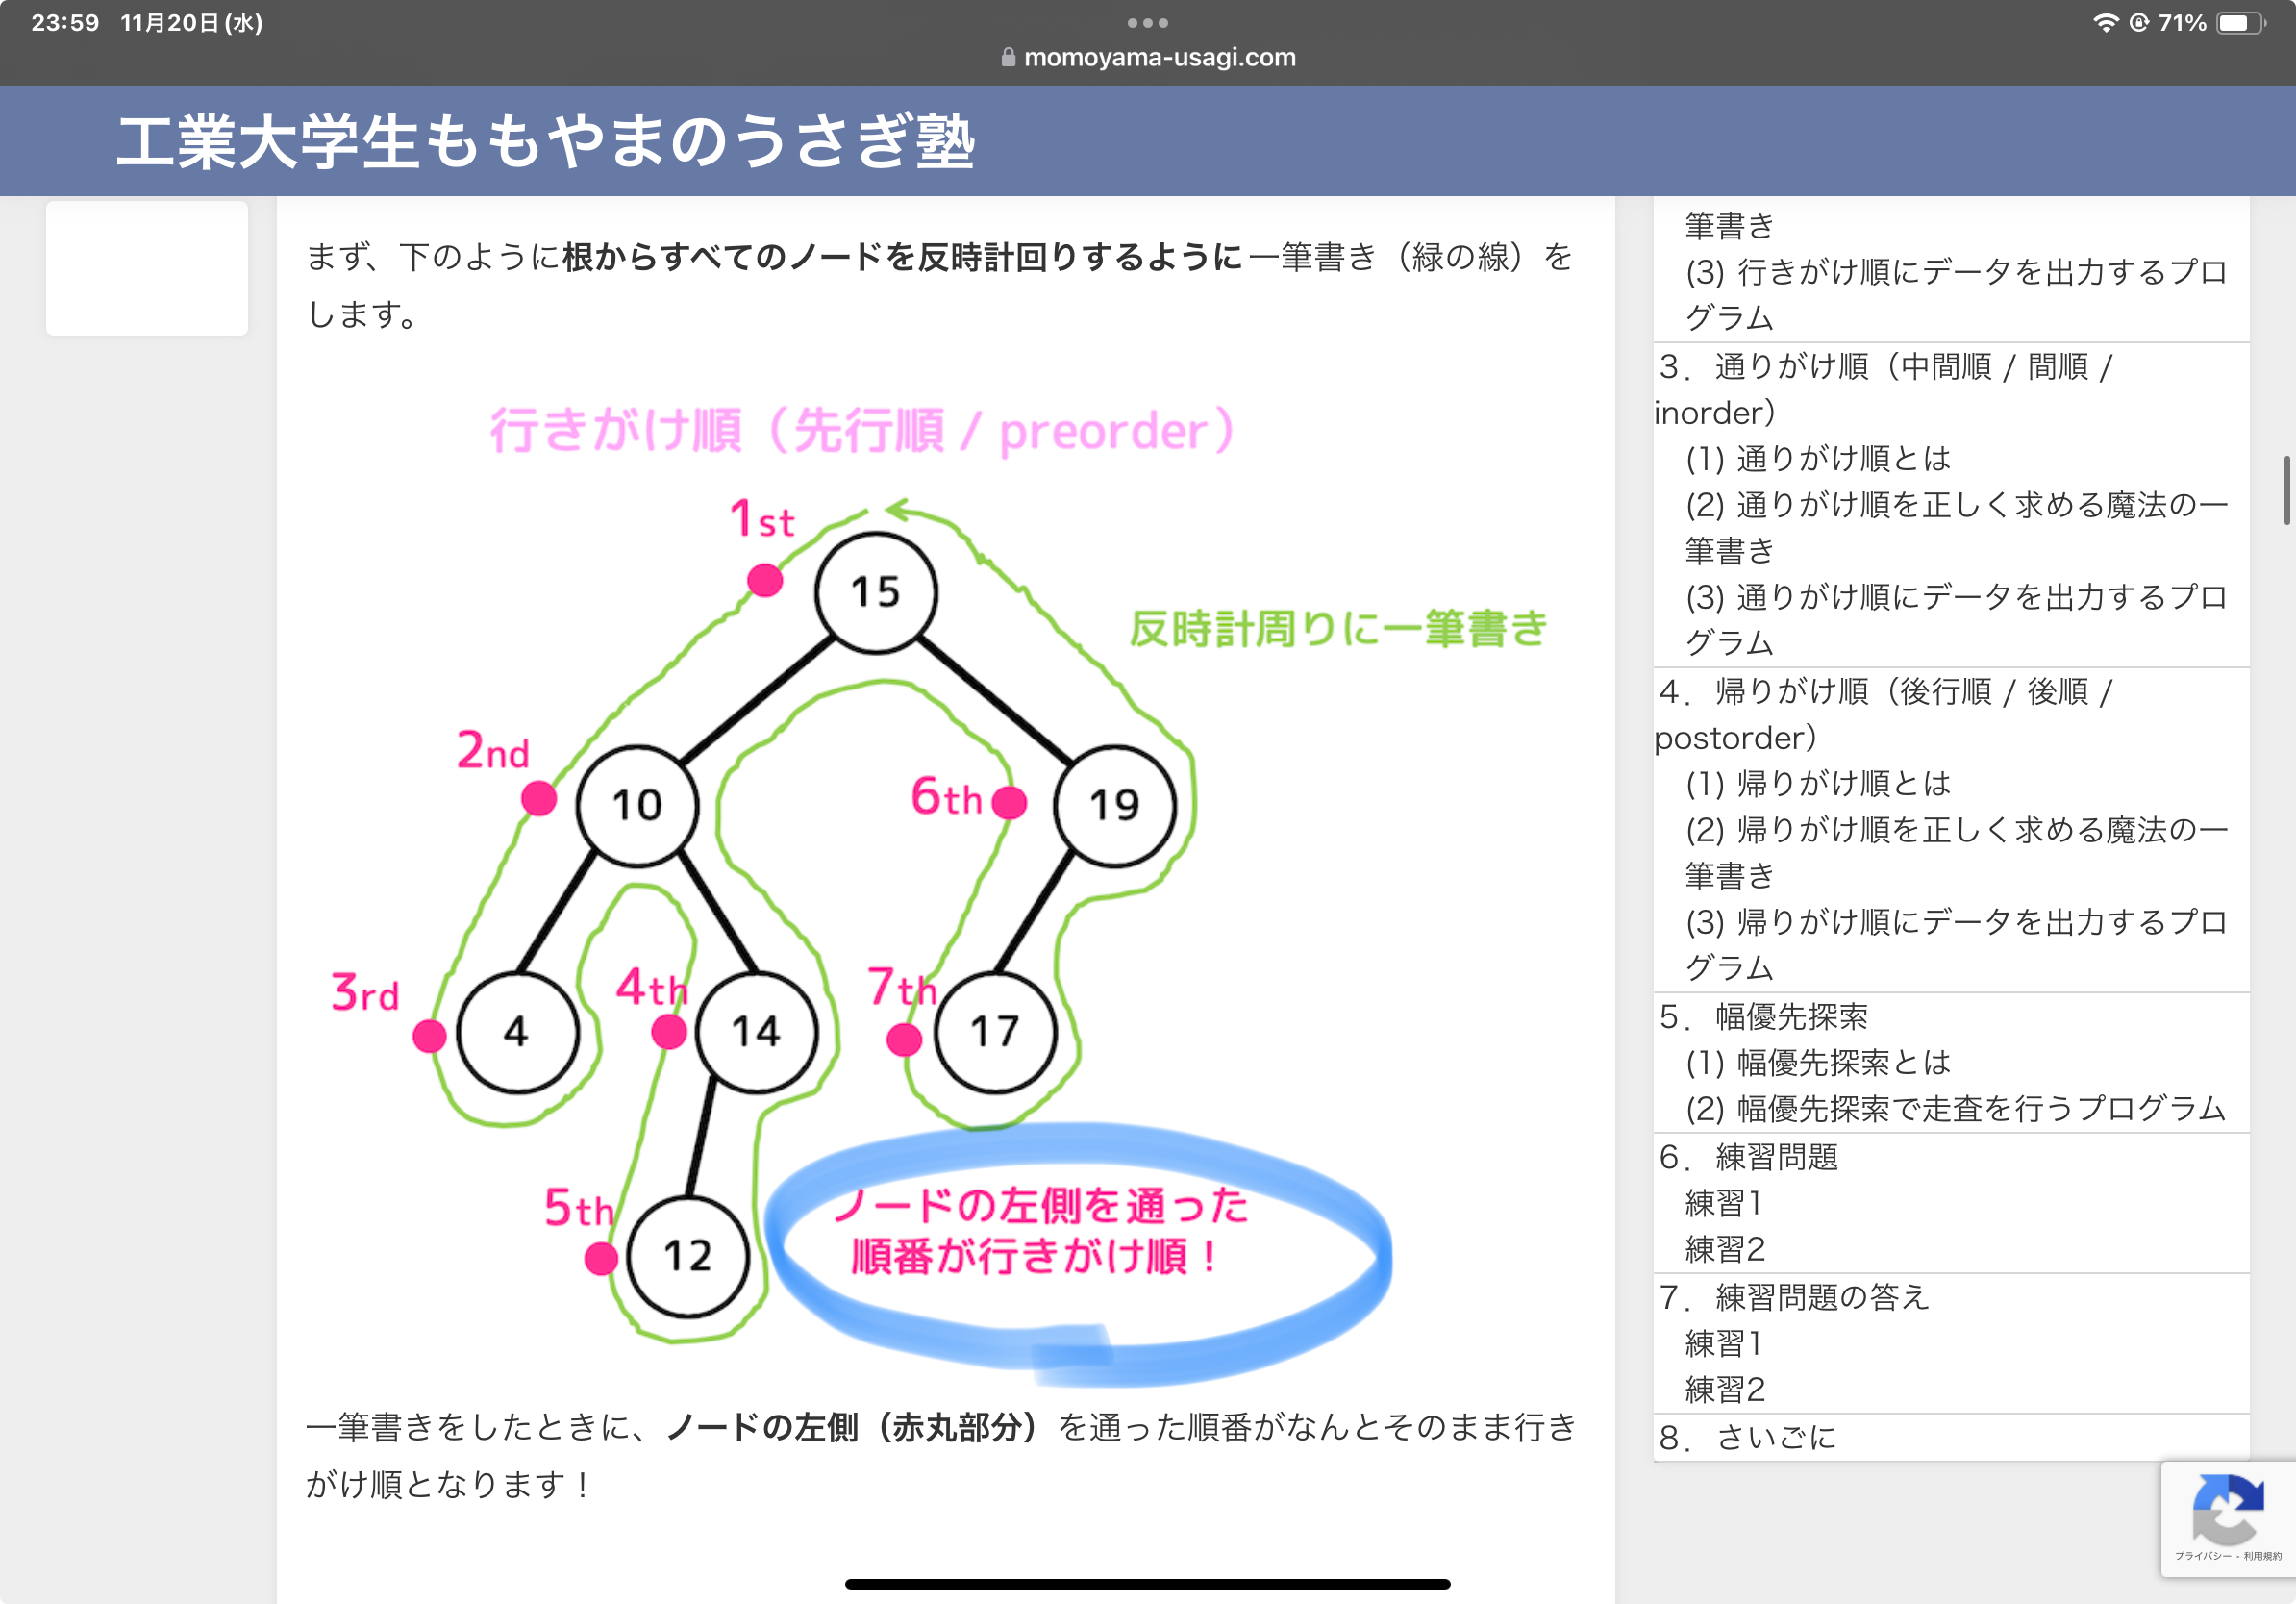 23:59 11月20日(水)
71%
momoyama-usagi.com
工業大学生ももやまのうさぎ塾
まず、下のように根からすべてのノードを反時計回りするように一筆書き（緑の線）を
します。
行きがけ順（先行順 / preorder）
1st
15
反時計周りに一筆書き
2nd
10
6th
19
3rd
4
4th
14
7th
17
5th
12
ノードの左側を通った
順番が行きがけ順！
一筆書きをしたときに、ノードの左側（赤丸部分）を通った順番がなんとそのまま行き
がけ順となります！
筆書き
(3) 行きがけ順にデータを出力するプロ
グラム
３．通りがけ順（中間順 / 間順 /
inorder）
(1) 通りがけ順とは
(2) 通りがけ順を正しく求める魔法の一
筆書き
(3) 通りがけ順にデータを出力するプロ
グラム
４．帰りがけ順（後行順 / 後順 /
postorder）
(1) 帰りがけ順とは
(2) 帰りがけ順を正しく求める魔法の一
筆書き
(3) 帰りがけ順にデータを出力するプロ
グラム
５．幅優先探索
(1) 幅優先探索とは
(2) 幅優先探索で走査を行うプログラム
６．練習問題
練習1
練習2
７．練習問題の答え
練習1
練習2
８．さいごに
プライバシー - 利用規約